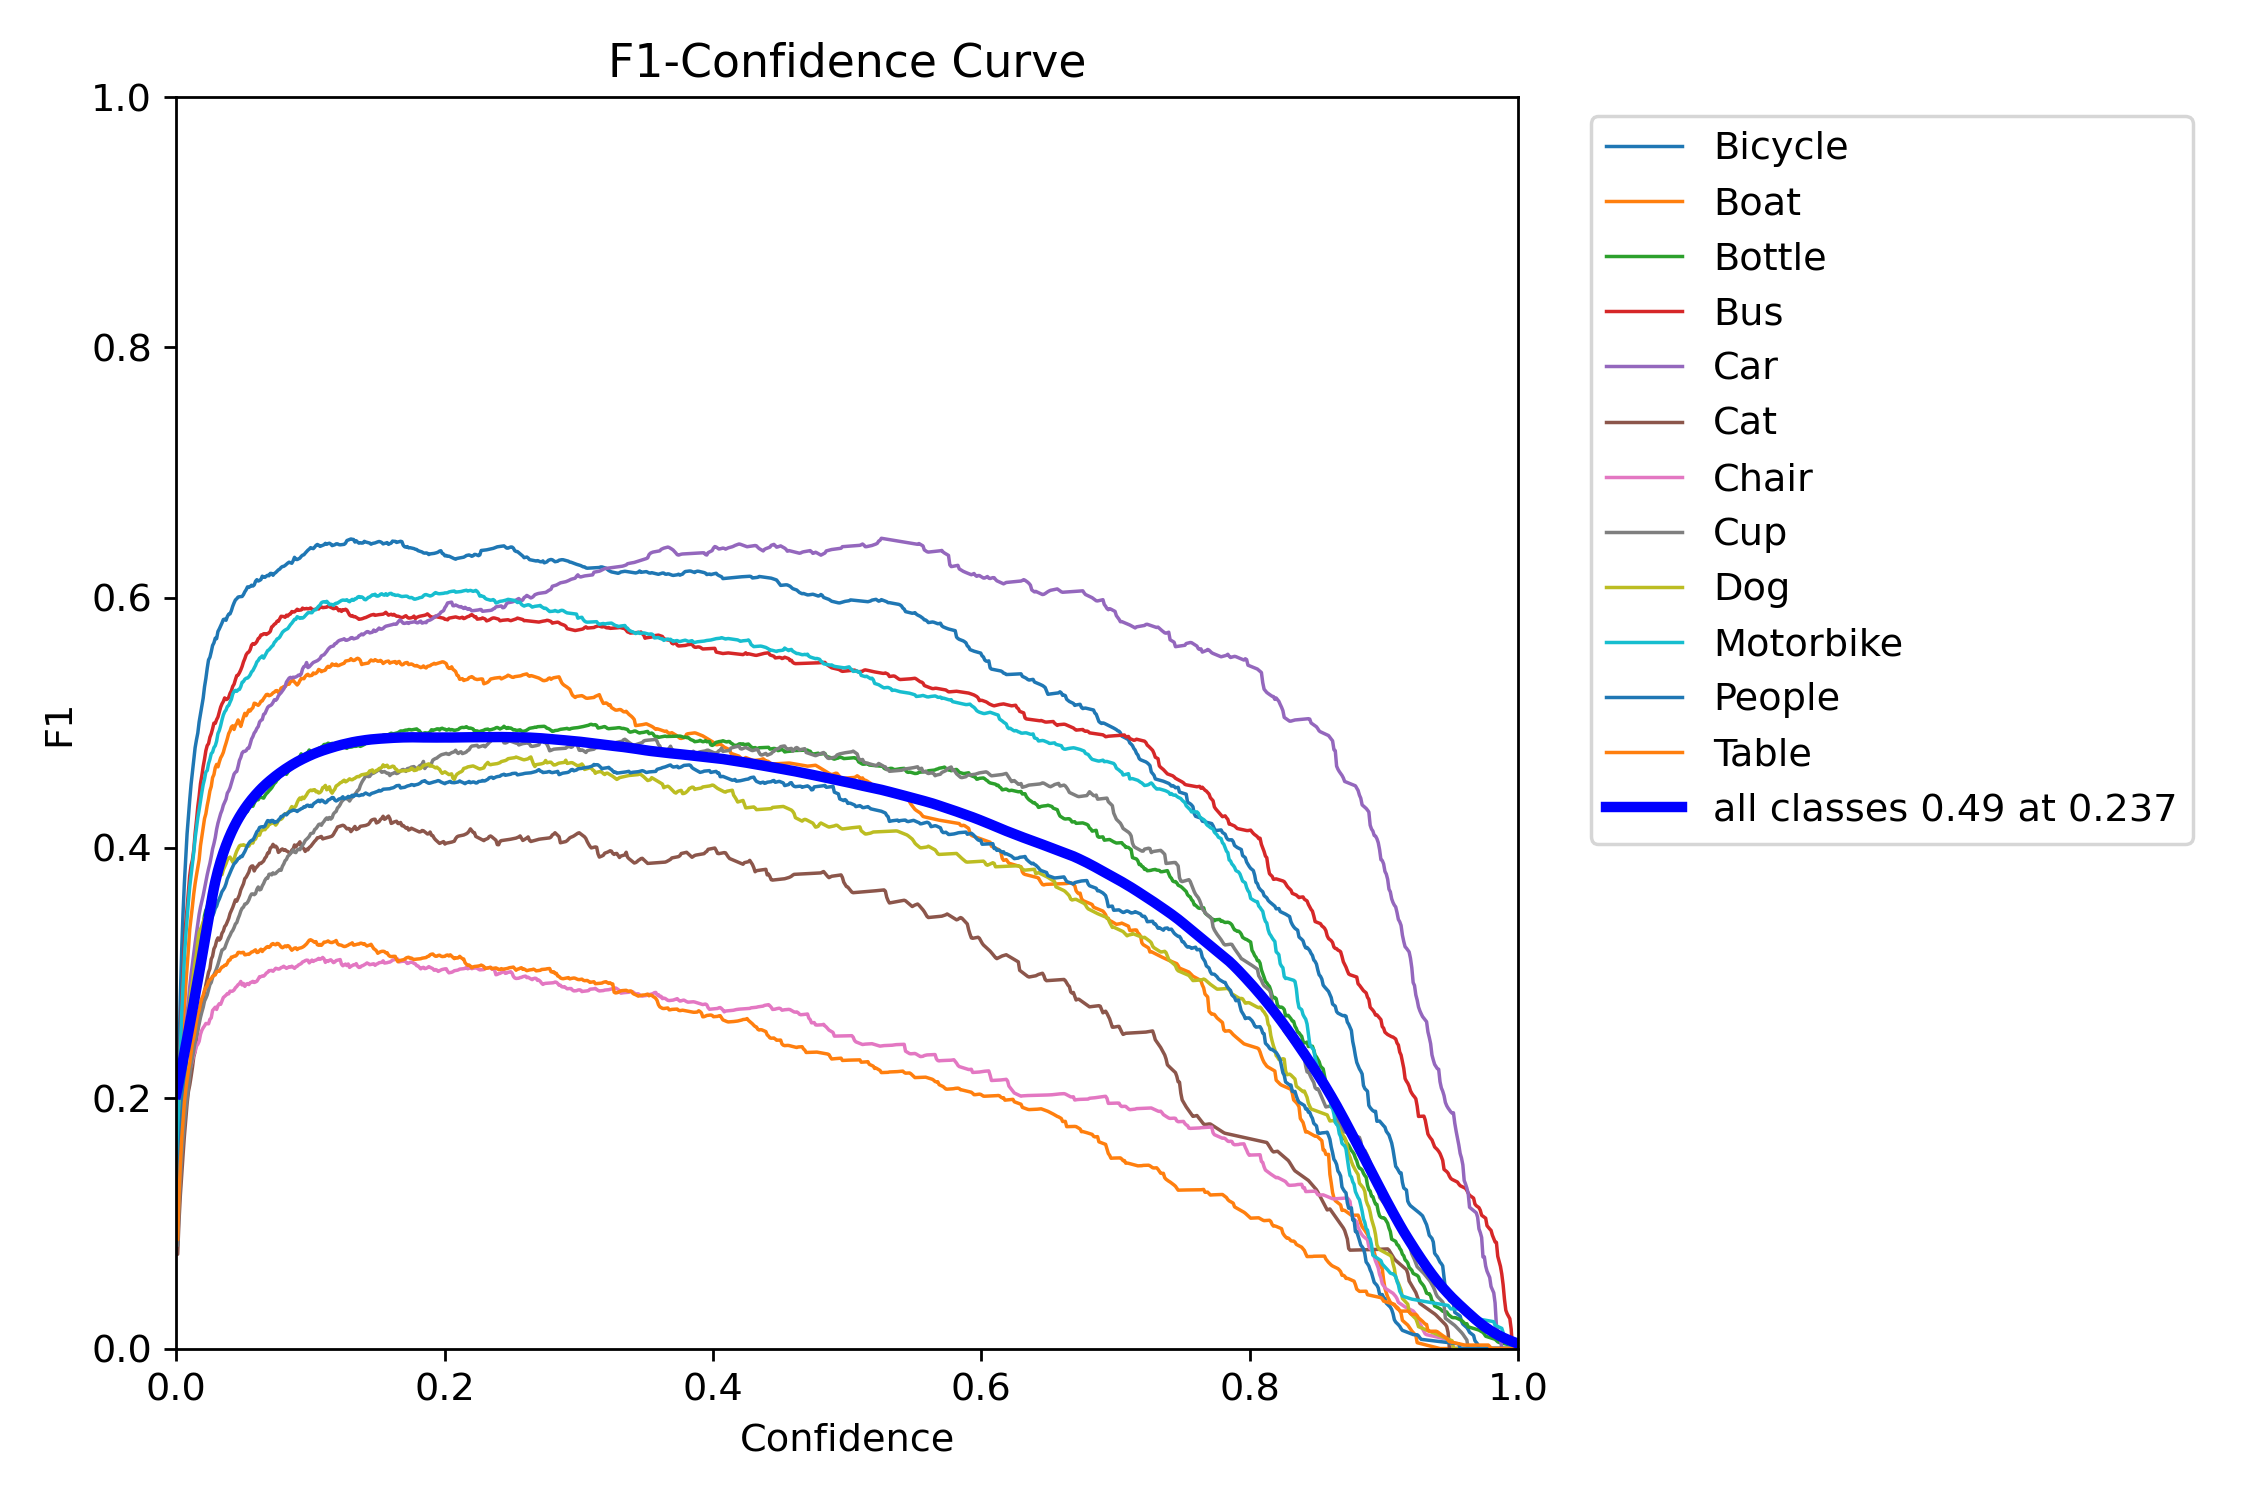 F1-Confidence Curve
1.0
0.8
0.6
0.4
0.2
0.0
F1
0.0 0.2 0.4 0.6 0.8 1.0
Confidence
Bicycle
Boat
Bottle
Bus
Car
Cat
Chair
Cup
Dog
Motorbike
People
Table
all classes 0.49 at 0.237